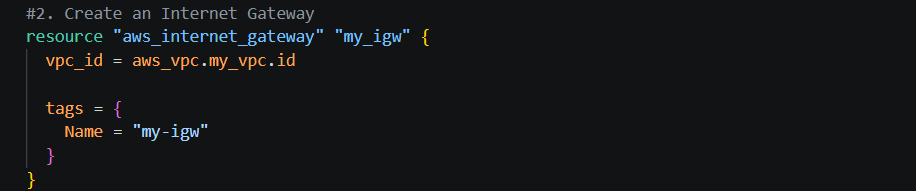 #2. Create an Internet Gateway
resource "aws_internet_gateway" "my_igw" {
  vpc_id = aws_vpc.my_vpc.id

  tags = {
    Name = "my-igw"
  }
}